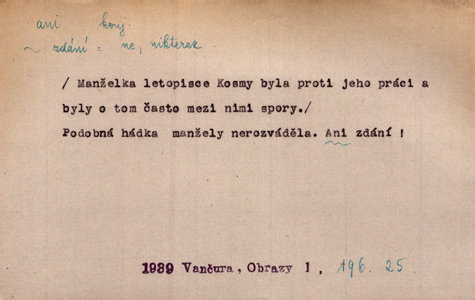 ani konj.
~ zdání = ne, nikterak
/ Manželka letopisce Kosmy byla proti jeho práci a
byly o tom často mezi nimi spory./
Podobná hádka manžely nerozváděla. Ani zdání !
1939 Vančura, Obrazy 1, 196. 25.